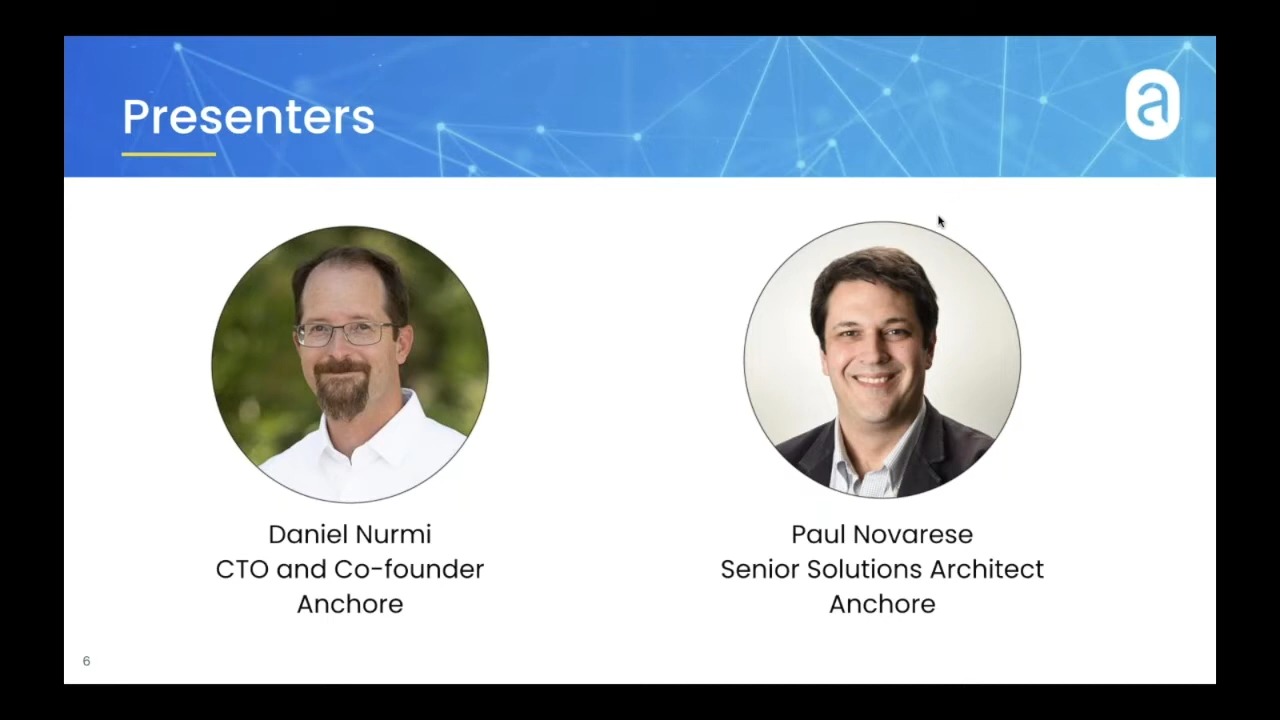 Presenters
Daniel Nurmi
CTO and Co-founder
Anchore
Paul Novarese
Senior Solutions Architect
Anchore
6